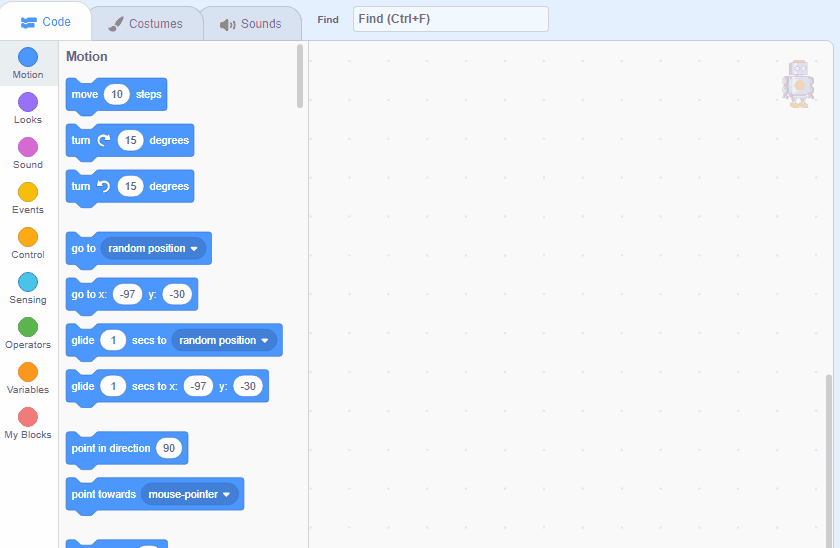 Code
Costumes
Sounds
Find
Find (Ctrl+F)
Motion
Looks
Sound
Events
Control
Sensing
Operators
Variables
My Blocks
Motion
move 10 steps
turn 15 degrees
turn 15 degrees
go to random position
go to x: -97 y: -30
glide 1 secs to random position
glide 1 secs to x: -97 y: -30
point in direction 90
point towards mouse-pointer